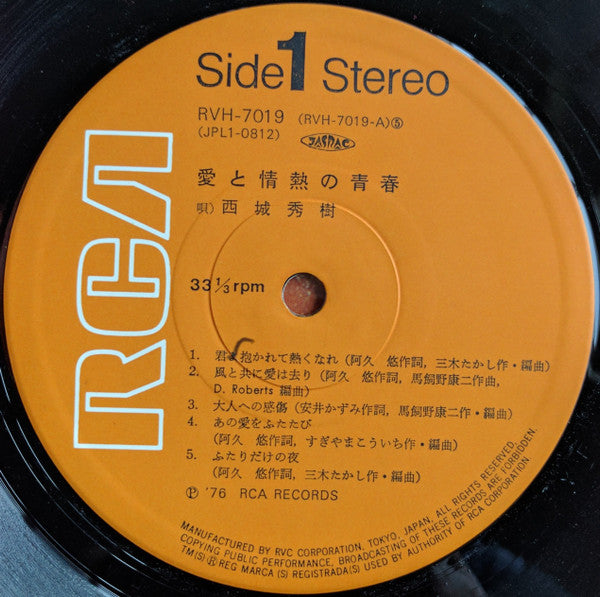 Side 1 Stereo
RVH-7019 (RVH-7019-A)⑤
(JPL1-0812) JASRAC
愛と情熱の青春
唄) 西城秀樹
RCA
33 1/3 rpm
1. 君よ抱かれて熱くなれ (阿久 悠作詞, 三木たかし作・編曲)
2. 風と共に愛は去り (阿久 悠作詞, 馬飼野康二作曲,
D. Roberts 編曲)
3. 大人への感傷 (安井かずみ作詞, 馬飼野康二作・編曲)
4. あの愛をふたたび
(阿久 悠作詞, すぎやまこういち作・編曲)
5. ふたりだけの夜
(阿久 悠作詞, 三木たかし作・編曲)
Ⓟ '76 RCA RECORDS
MANUFACTURED BY RVC CORPORATION, TOKYO, JAPAN. ALL RIGHTS RESERVED.
COPYING PUBLIC PERFORMANCE, BROADCASTING OF THESE RECORDS ARE FORBIDDEN.
TM(S) ® REG MARCA (S) REGISTRADA(S) USED BY AUTHORITY OF RCA CORPORATION